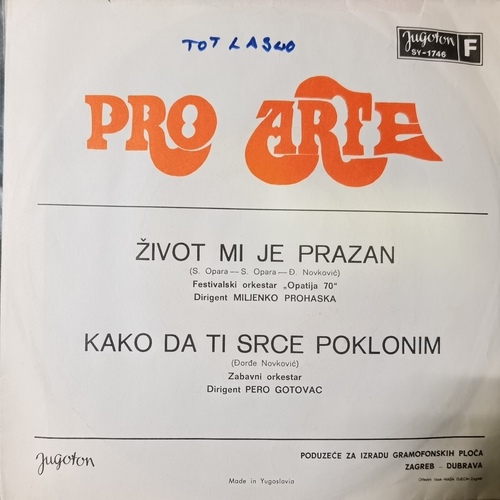 TOT LASLO
Jugoton F
SY-1746
PRO ARTE
ŽIVOT MI JE PRAZAN
(S. Opara — S. Opara — Đ. Novković)
Festivalski orkestar „Opatija 70"
Dirigent MILJENKO PROHASKA
KAKO DA TI SRCE POKLONIM
(Đorđe Novković)
Zabavni orkestar
Dirigent PERO GOTOVAC
Jugoton
PODUZEĆE ZA IZRADU GRAMOFONSKIH PLOČA
ZAGREB - DUBRAVA
Made in Yugoslavia